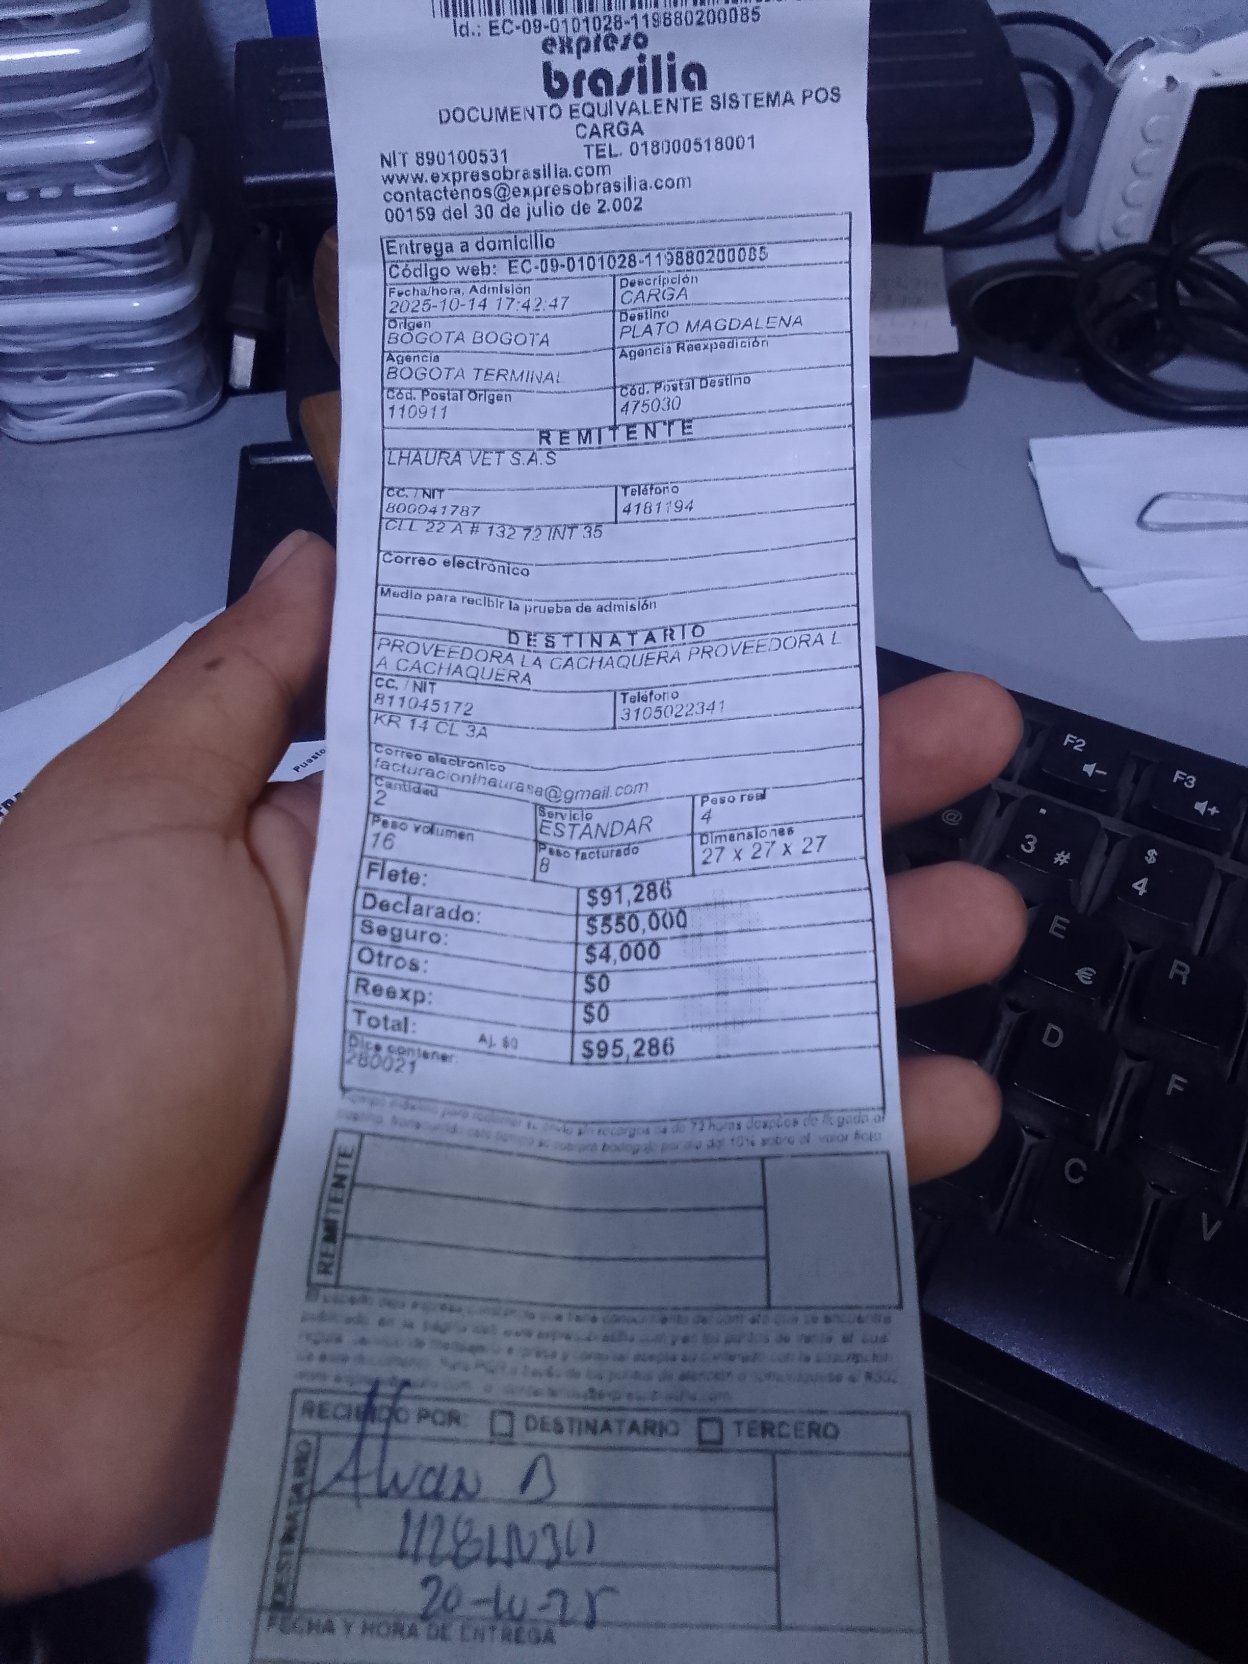 Id.: EC-09-0101028-119880200085
expreso
brasilia
DOCUMENTO EQUIVALENTE SISTEMA POS
CARGA
NIT 890100531 TEL. 018000518001
www.expresobrasilia.com
contactenos@expresobrasilia.com
00159 del 30 de julio de 2.002
Entrega a domicilio
Código web: EC-09-0101028-119880200085
Fecha/hora. Admisión Descripción
2025-10-14 17:42:47 CARGA
Origen Destino
BOGOTA BOGOTA PLATO MAGDALENA
Agencia Agencia Reexpedición
BOGOTA TERMINAL
Cód. Postal Origen Cód. Postal Destino
110911 475030
REMITENTE
LHAURA VET S.A.S
CC. / NIT Teléfono
800041787 4181194
CLL 22 A # 132 72 INT 35
Correo electrónico
Medio para recibir la prueba de admisión
DESTINATARIO
PROVEEDORA LA CACHAQUERA PROVEEDORA L
A CACHAQUERA
CC. / NIT Teléfono
811045172 3105022341
KR 14 CL 3A
Correo electronico
facturacionlhaurasa@gmail.com
Cantidad Servicio Peso real
2 ESTANDAR 4
Peso volumen Peso facturado Dimensiones
16 8 27 x 27 x 27
Flete: $91,286
Declarado: $550,000
Seguro: $4,000
Otros: $0
Reexp: $0
Total: Aj. $0 $95,286
Dice contener:
280021
REMITENTE
RECIBIDO POR: DESTINATARIO TERCERO
DESTINATARIO
FECHA Y HORA DE ENTREGA
Puesto
F2
F3
@
3 #
$
4
E
€
R
D
F
C
V